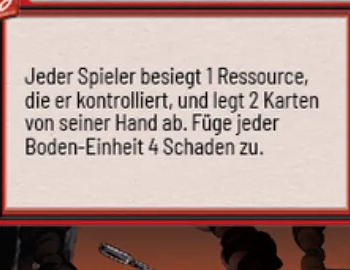 Jeder Spieler besiegt 1 Ressource,
die er kontrolliert, und legt 2 Karten
von seiner Hand ab. Füge jeder
Boden-Einheit 4 Schaden zu.